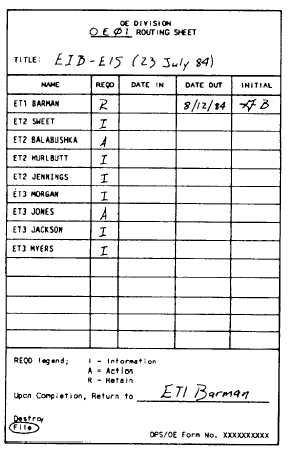 OE DIVISION
OEØ1 ROUTING SHEET
TITLE: EIB-E15 (23 July 84)
NAME REQD DATE IN DATE OUT INITIAL
ET1 BARMAN R 8/12/84 B
ET2 SWEET I
ET2 BALABUSHKA A
ET2 HURLBUTT I
ET2 JENNINGS I
ET3 MORGAN I
ET3 JONES A
ET3 JACKSON I
ET3 MYERS I
REQD legend; I - Information
A = Action
R - Retain
Upon Completion, Return to ET1 Barman
Destroy
File
OPS/OE Form No. XXXXXXXXXX